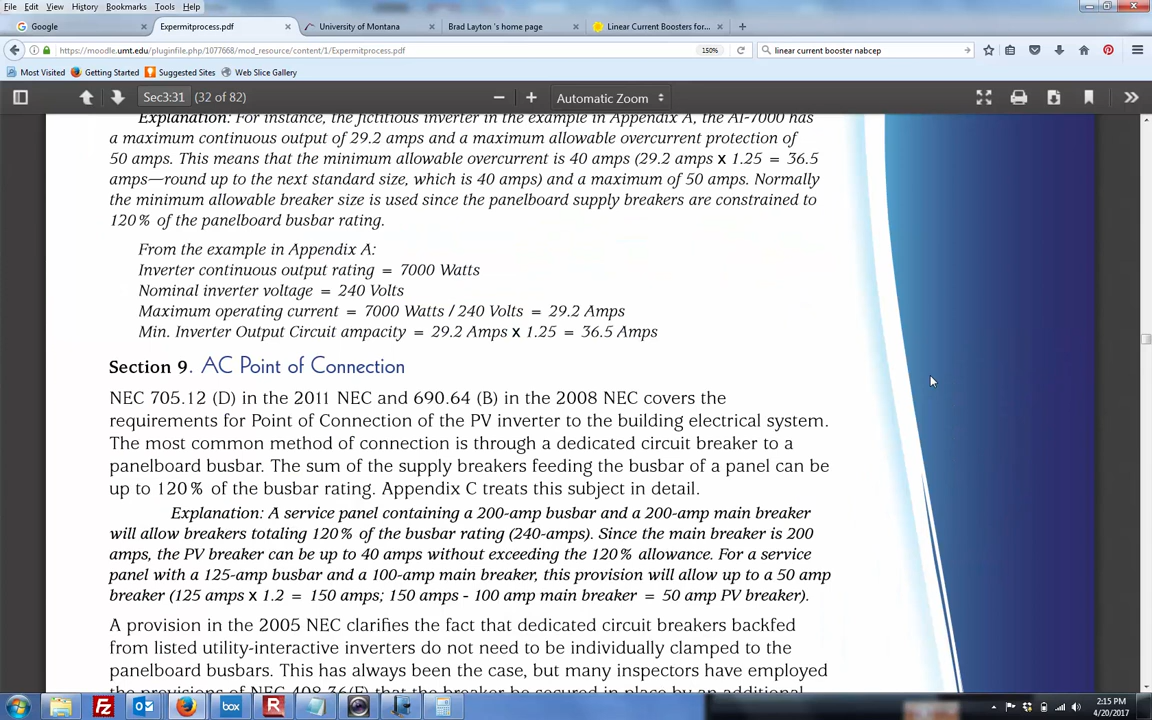 File Edit View History Bookmarks Tools Help
Google
Expermitprocess.pdf
University of Montana
Brad Layton 's home page
Linear Current Boosters for...
https://moodle.umt.edu/pluginfile.php/1077668/mod_resource/content/1/Expermitprocess.pdf
150%
linear current booster nabcep
Most Visited Getting Started Suggested Sites Web Slice Gallery
Sec3:31 (32 of 82)
Automatic Zoom
Explanation: For instance, the fictitious inverter in the example in Appendix A, the AI-7000 has
a maximum continuous output of 29.2 amps and a maximum allowable overcurrent protection of
50 amps. This means that the minimum allowable overcurrent is 40 amps (29.2 amps x 1.25 = 36.5
amps—round up to the next standard size, which is 40 amps) and a maximum of 50 amps. Normally
the minimum allowable breaker size is used since the panelboard supply breakers are constrained to
120% of the panelboard busbar rating.
From the example in Appendix A:
Inverter continuous output rating = 7000 Watts
Nominal inverter voltage = 240 Volts
Maximum operating current = 7000 Watts / 240 Volts = 29.2 Amps
Min. Inverter Output Circuit ampacity = 29.2 Amps x 1.25 = 36.5 Amps
Section 9. AC Point of Connection
NEC 705.12 (D) in the 2011 NEC and 690.64 (B) in the 2008 NEC covers the
requirements for Point of Connection of the PV inverter to the building electrical system.
The most common method of connection is through a dedicated circuit breaker to a
panelboard busbar. The sum of the supply breakers feeding the busbar of a panel can be
up to 120% of the busbar rating. Appendix C treats this subject in detail.
Explanation: A service panel containing a 200-amp busbar and a 200-amp main breaker
will allow breakers totaling 120% of the busbar rating (240-amps). Since the main breaker is 200
amps, the PV breaker can be up to 40 amps without exceeding the 120% allowance. For a service
panel with a 125-amp busbar and a 100-amp main breaker, this provision will allow up to a 50 amp
breaker (125 amps x 1.2 = 150 amps; 150 amps - 100 amp main breaker = 50 amp PV breaker).
A provision in the 2005 NEC clarifies the fact that dedicated circuit breakers backfed
from listed utility-interactive inverters do not need to be individually clamped to the
panelboard busbars. This has always been the case, but many inspectors have employed
the provisions of NEC 408.36(F) that the breaker be secured in place by an additional
box
2:15 PM
4/20/2017